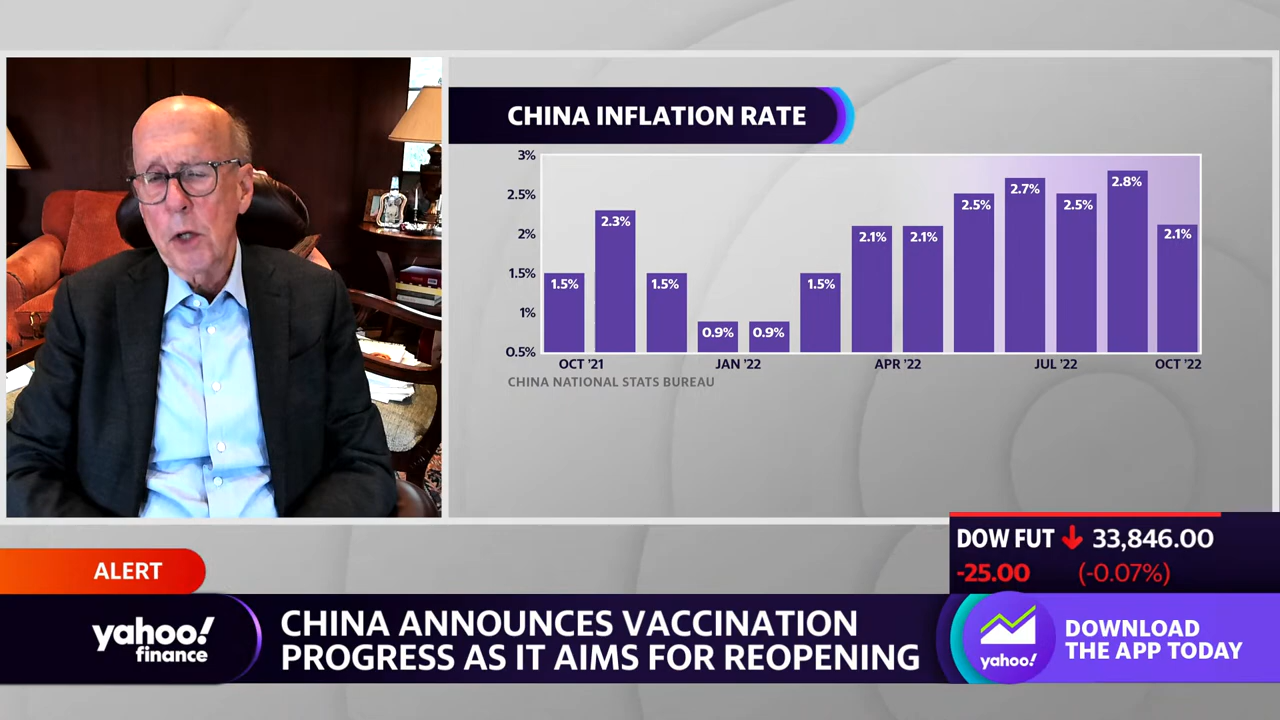 CHINA INFLATION RATE
3%
2.5%
2%
1.5%
1%
0.5%
1.5%
2.3%
1.5%
0.9%
0.9%
1.5%
2.1%
2.1%
2.5%
2.7%
2.5%
2.8%
2.1%
OCT '21
JAN '22
APR '22
JUL '22
OCT '22
CHINA NATIONAL STATS BUREAU
DOW FUT 33,846.00
-25.00 (-0.07%)
ALERT
yahoo!
finance
CHINA ANNOUNCES VACCINATION
PROGRESS AS IT AIMS FOR REOPENING
yahoo!
DOWNLOAD
THE APP TODAY